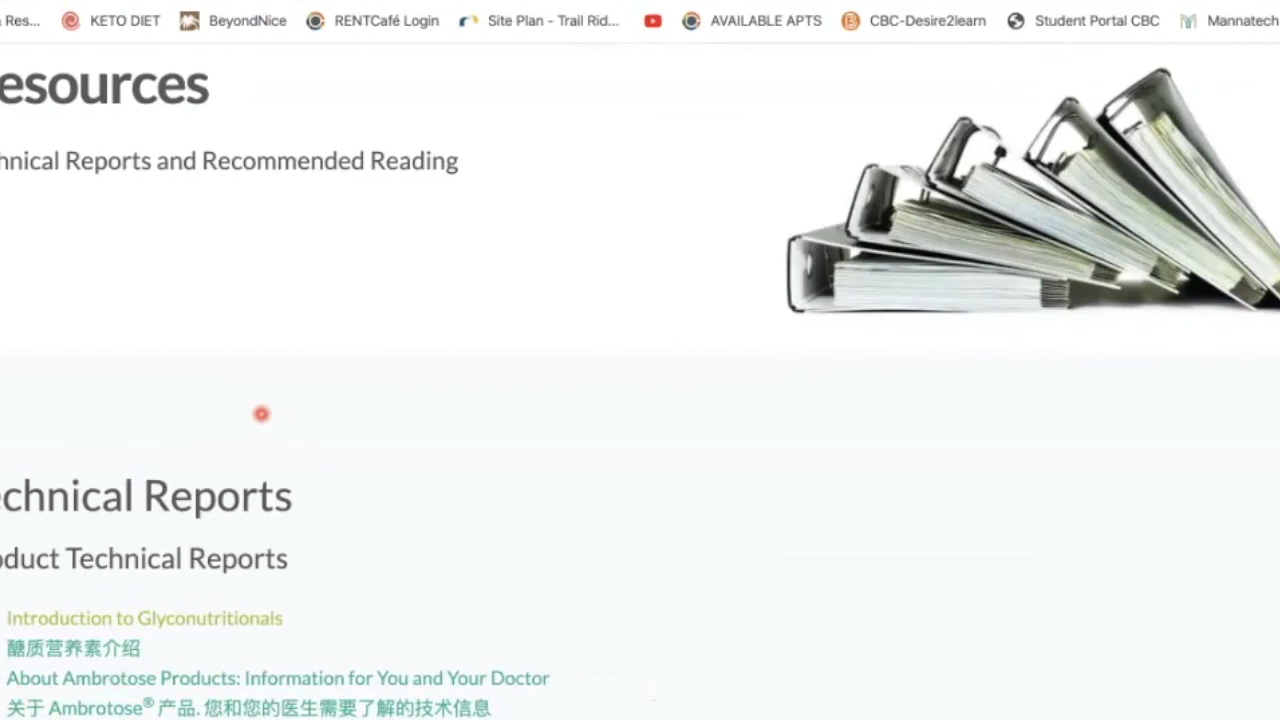 Res... KETO DIET BeyondNice RENTCafé Login Site Plan - Trail Rid... AVAILABLE APTS CBC-Desire2learn Student Portal CBC Mannatech
esources
hnical Reports and Recommended Reading
echnical Reports
oduct Technical Reports
Introduction to Glyconutritionals
醣质营养素介绍
About Ambrotose Products: Information for You and Your Doctor
关于 Ambrotose® 产品. 您和您的医生需要了解的技术信息